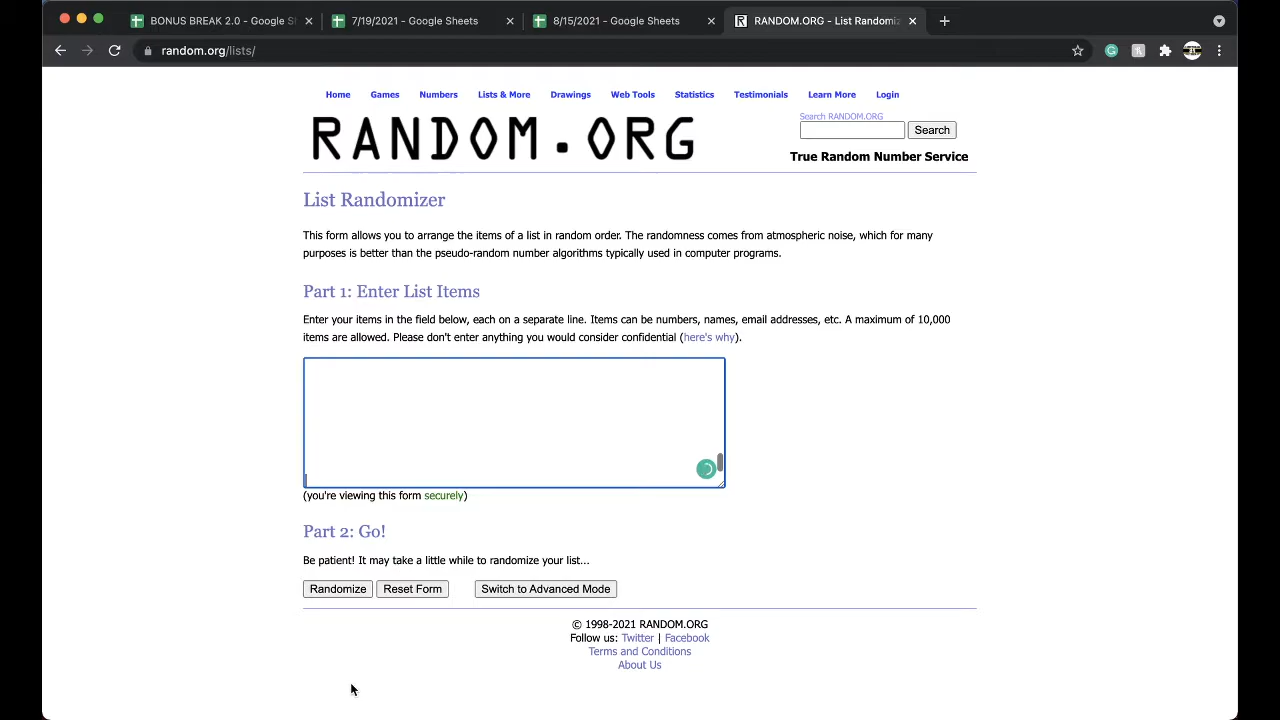 BONUS BREAK 2.0 - Google S
7/19/2021 - Google Sheets
8/15/2021 - Google Sheets
RANDOM.ORG - List Randomiz
random.org/lists/
Home Games Numbers Lists & More Drawings Web Tools Statistics Testimonials Learn More Login
RANDOM.ORG
Search RANDOM.ORG
Search
True Random Number Service
List Randomizer
This form allows you to arrange the items of a list in random order. The randomness comes from atmospheric noise, which for many
purposes is better than the pseudo-random number algorithms typically used in computer programs.
Part 1: Enter List Items
Enter your items in the field below, each on a separate line. Items can be numbers, names, email addresses, etc. A maximum of 10,000
items are allowed. Please don't enter anything you would consider confidential (here's why).
(you're viewing this form securely)
Part 2: Go!
Be patient! It may take a little while to randomize your list...
Randomize Reset Form Switch to Advanced Mode
© 1998-2021 RANDOM.ORG
Follow us: Twitter | Facebook
Terms and Conditions
About Us